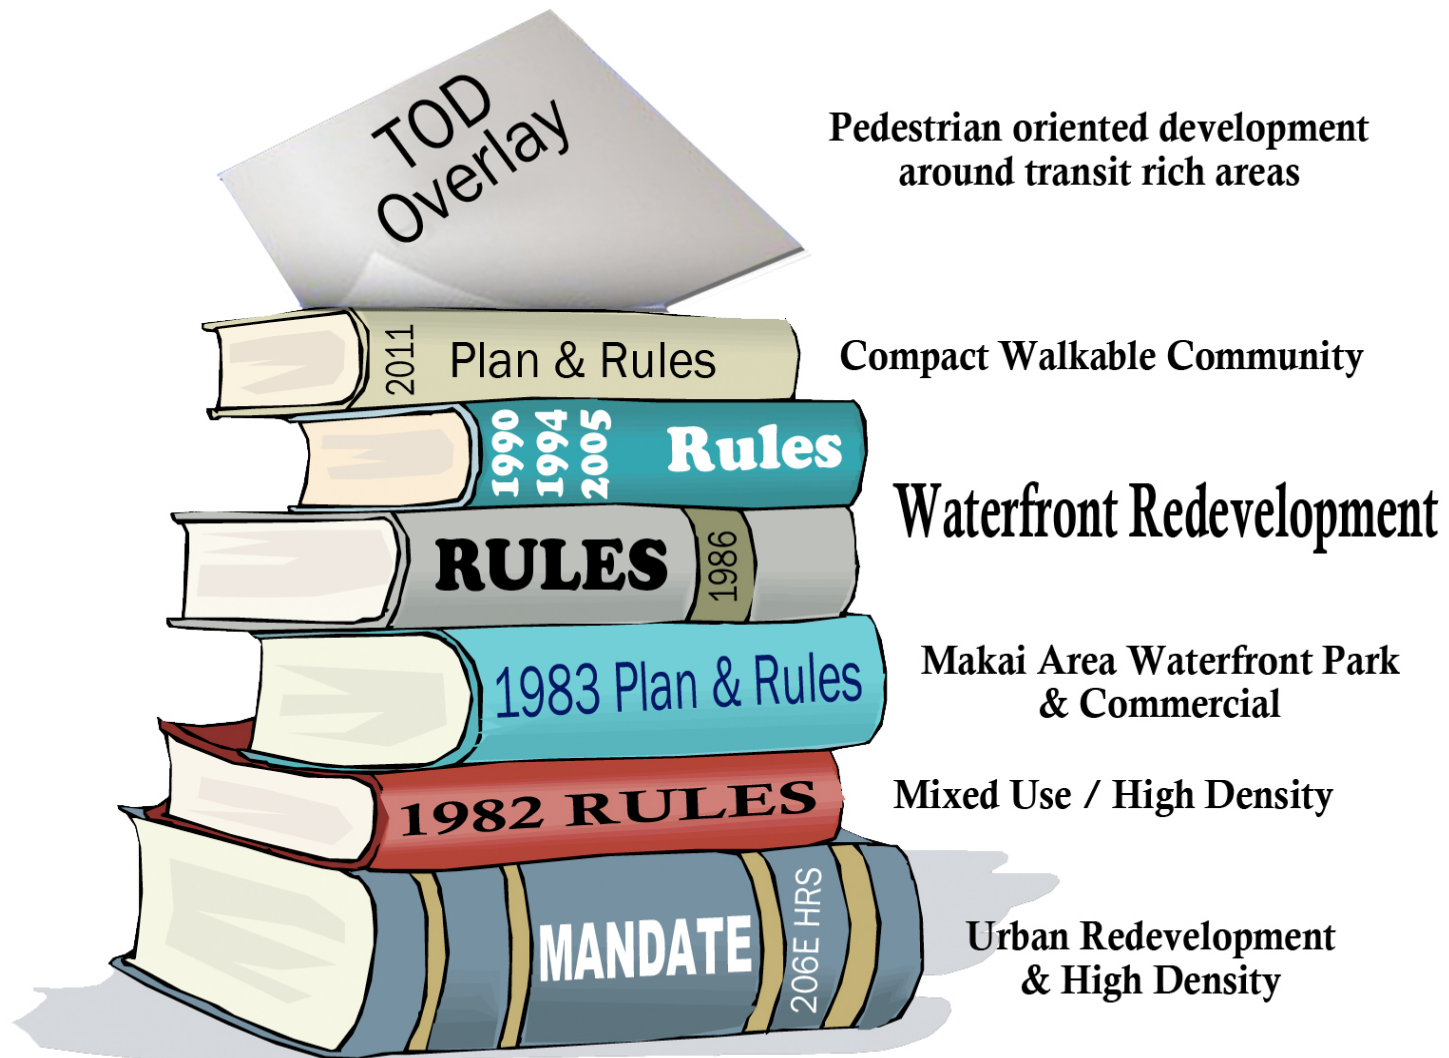 TOD
Overlay
Pedestrian oriented development
around transit rich areas
2011
Plan & Rules
Compact Walkable Community
1990
1994
2005
Rules
Waterfront Redevelopment
RULES
1986
1983 Plan & Rules
Makai Area Waterfront Park
& Commercial
1982 RULES
Mixed Use / High Density
MANDATE
206E HRS
Urban Redevelopment
& High Density